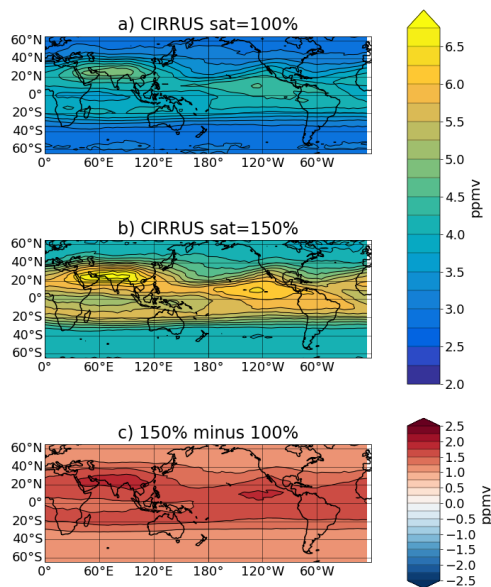 a) CIRRUS sat=100%
60°N
40°N
20°N
0°
20°S
40°S
60°S
0° 60°E 120°E 180° 120°W 60°W
b) CIRRUS sat=150%
60°N
40°N
20°N
0°
20°S
40°S
60°S
0° 60°E 120°E 180° 120°W 60°W
c) 150% minus 100%
60°N
40°N
20°N
0°
20°S
40°S
60°S
0° 60°E 120°E 180° 120°W 60°W
6.5
6.0
5.5
5.0
4.5
4.0
3.5
3.0
2.5
2.0
ppmv
2.5
2.0
1.5
1.0
0.5
0.0
−0.5
−1.0
−1.5
−2.0
−2.5
ppmv